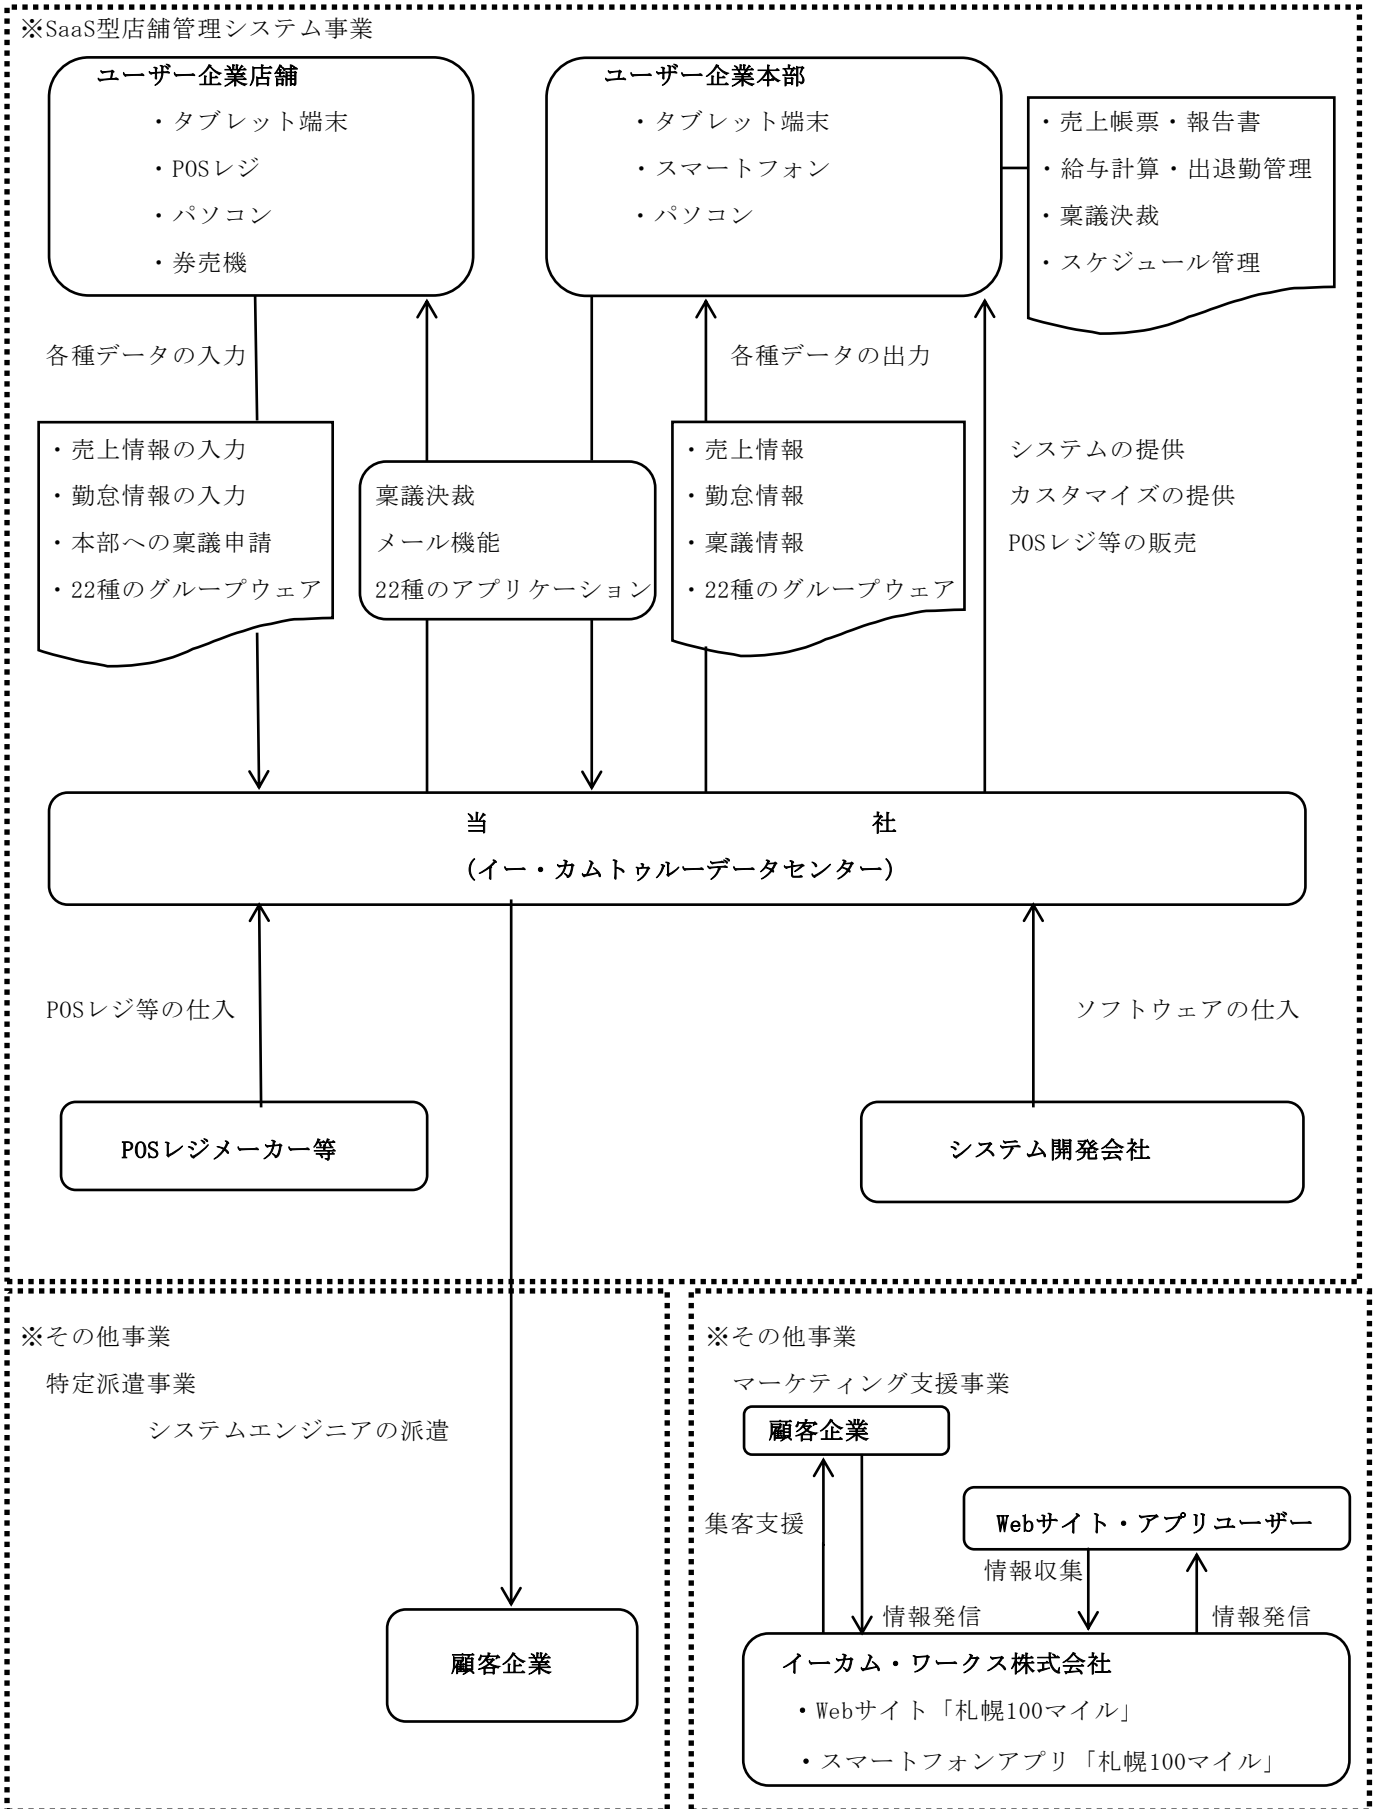 ※SaaS型店舗管理システム事業
ユーザー企業店舗
・タブレット端末
・POSレジ
・パソコン
・券売機
ユーザー企業本部
・タブレット端末
・スマートフォン
・パソコン
・売上帳票・報告書
・給与計算・出退勤管理
・稟議決裁
・スケジュール管理
各種データの入力
各種データの出力
・売上情報の入力
・勤怠情報の入力
・本部への稟議申請
・22種のグループウェア
稟議決裁
メール機能
22種のアプリケーション
・売上情報
・勤怠情報
・稟議情報
・22種のグループウェア
システムの提供
カスタマイズの提供
POSレジ等の販売
当　　　社
(イー・カムトゥルーデータセンター)
POSレジ等の仕入
ソフトウェアの仕入
POSレジメーカー等
システム開発会社
※その他事業
特定派遣事業
システムエンジニアの派遣
顧客企業
※その他事業
マーケティング支援事業
顧客企業
集客支援
Webサイト・アプリユーザー
情報収集
情報発信
情報発信
イーカム・ワークス株式会社
・Webサイト「札幌100マイル」
・スマートフォンアプリ「札幌100マイル」